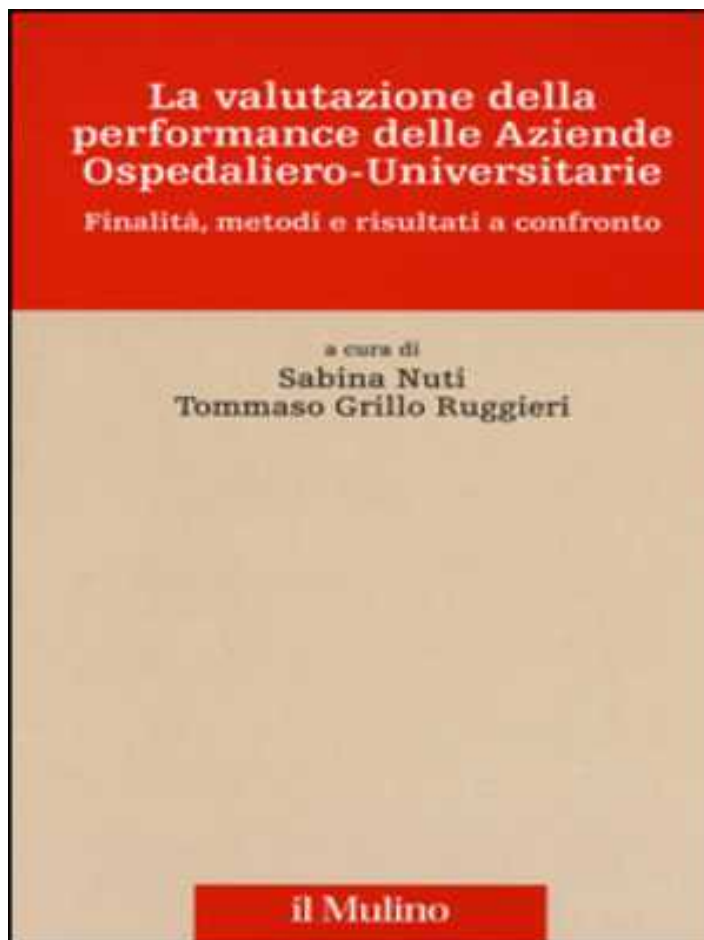 La valutazione della
performance delle Aziende
Ospedaliero-Universitarie
Finalità, metodi e risultati a confronto
a cura di
Sabina Nuti
Tommaso Grillo Ruggieri
il Mulino